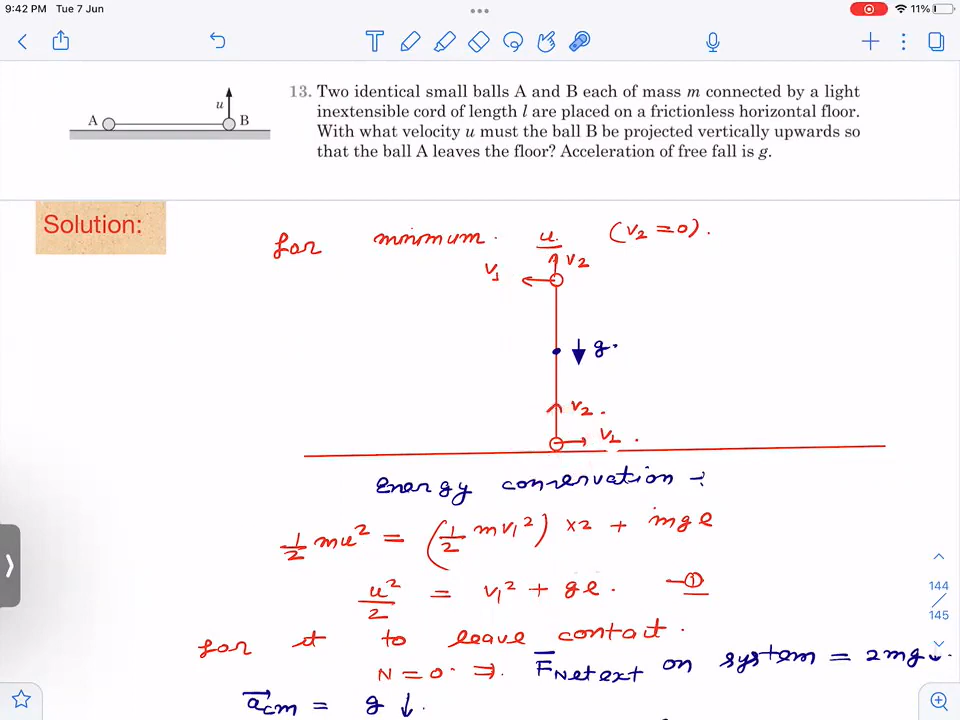 9:42 PM Tue 7 Jun
11%
T
u
A
B
13. Two identical small balls A and B each of mass m connected by a light
inextensible cord of length l are placed on a frictionless horizontal floor.
With what velocity u must the ball B be projected vertically upwards so
that the ball A leaves the floor? Acceleration of free fall is g.
Solution:
for minimum. u. (v₂ = 0).
v₁ v₂
↓ g.
v₂.
v₁.
Energy conservation →
½ mu² = (½ mv₁²) × 2 + mgl
u²/2 = v₁² + gl. —①
for it to leave contact.
N = 0. ⇒ F⃗Net ext on system = 2mg↓.
a⃗cm = g ↓.
144
/
145